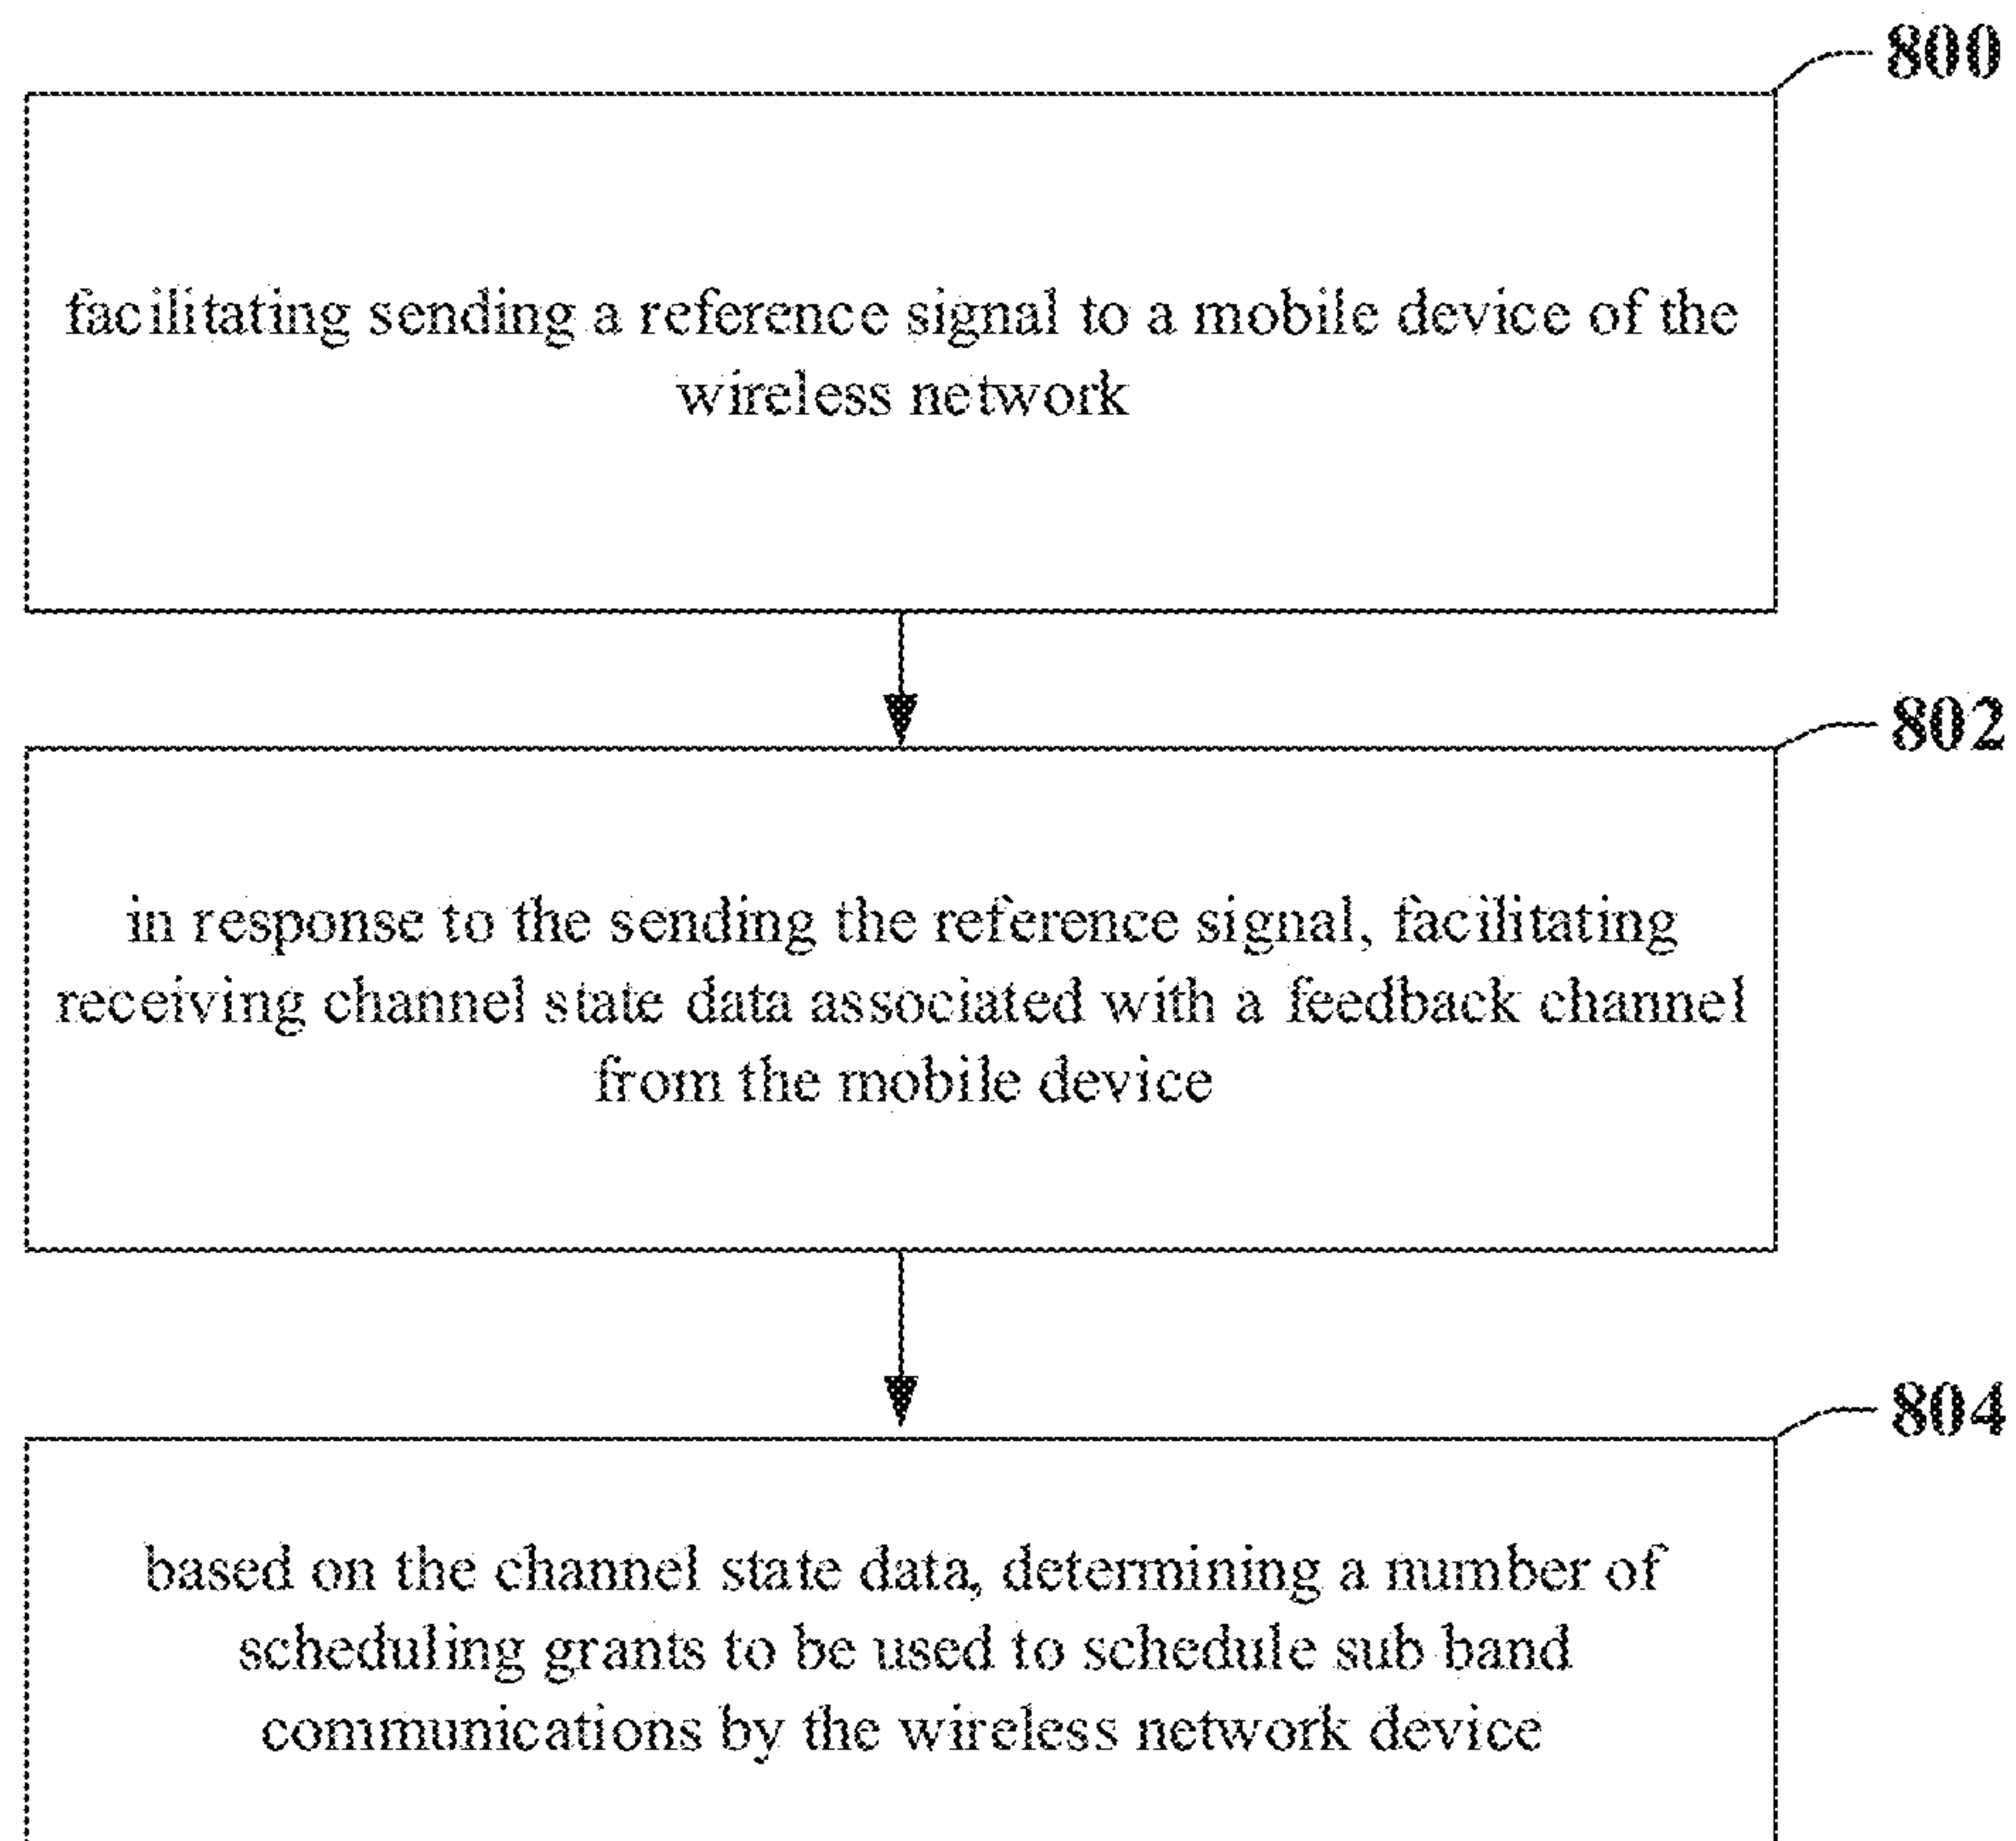 800
facilitating sending a reference signal to a mobile device of the
wireless network
802
in response to the sending the reference signal, facilitating
receiving channel state data associated with a feedback channel
from the mobile device
804
based on the channel state data, determining a number of
scheduling grants to be used to schedule sub band
communications by the wireless network device